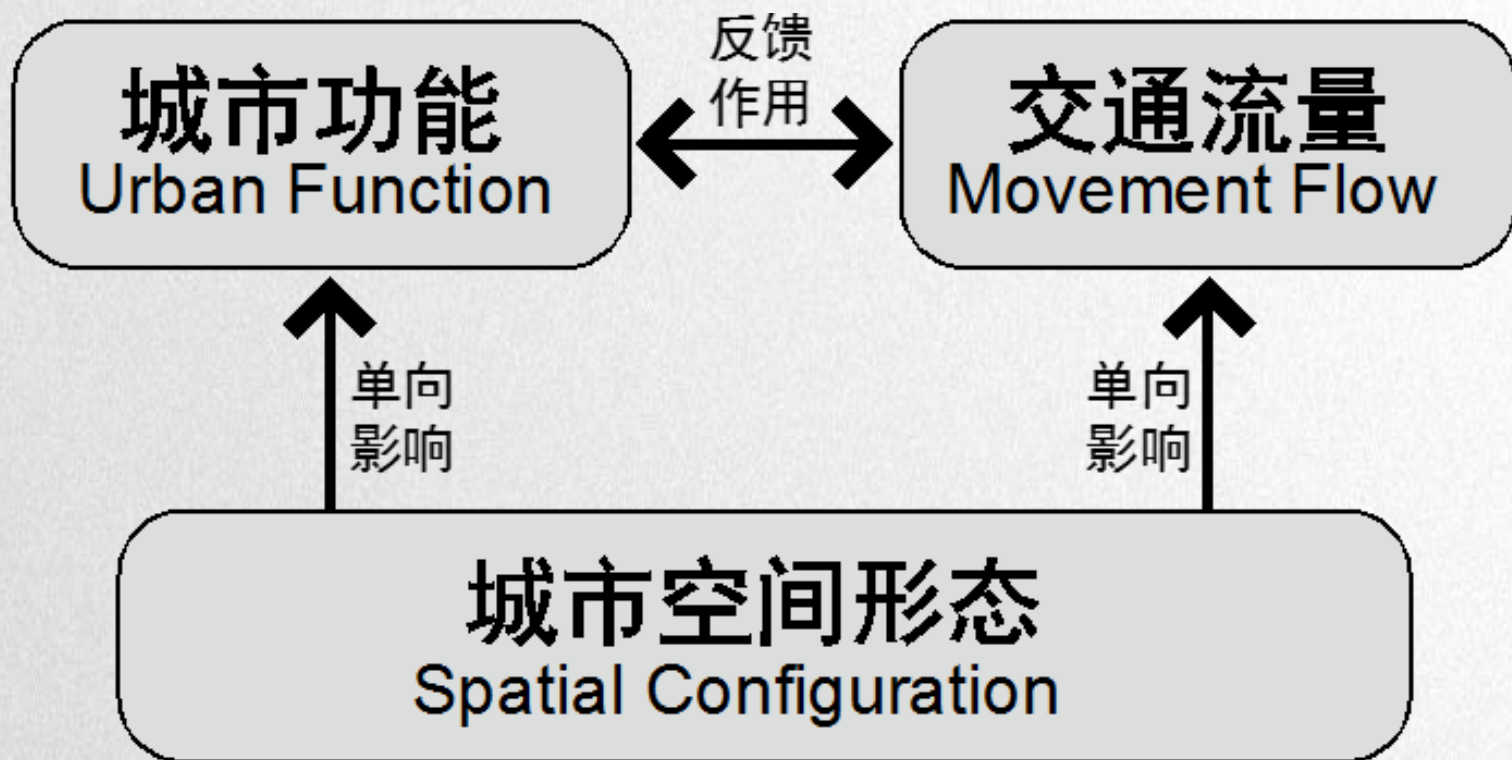 城市功能
Urban Function
反馈
作用
交通流量
Movement Flow
单向
影响
单向
影响
城市空间形态
Spatial Configuration